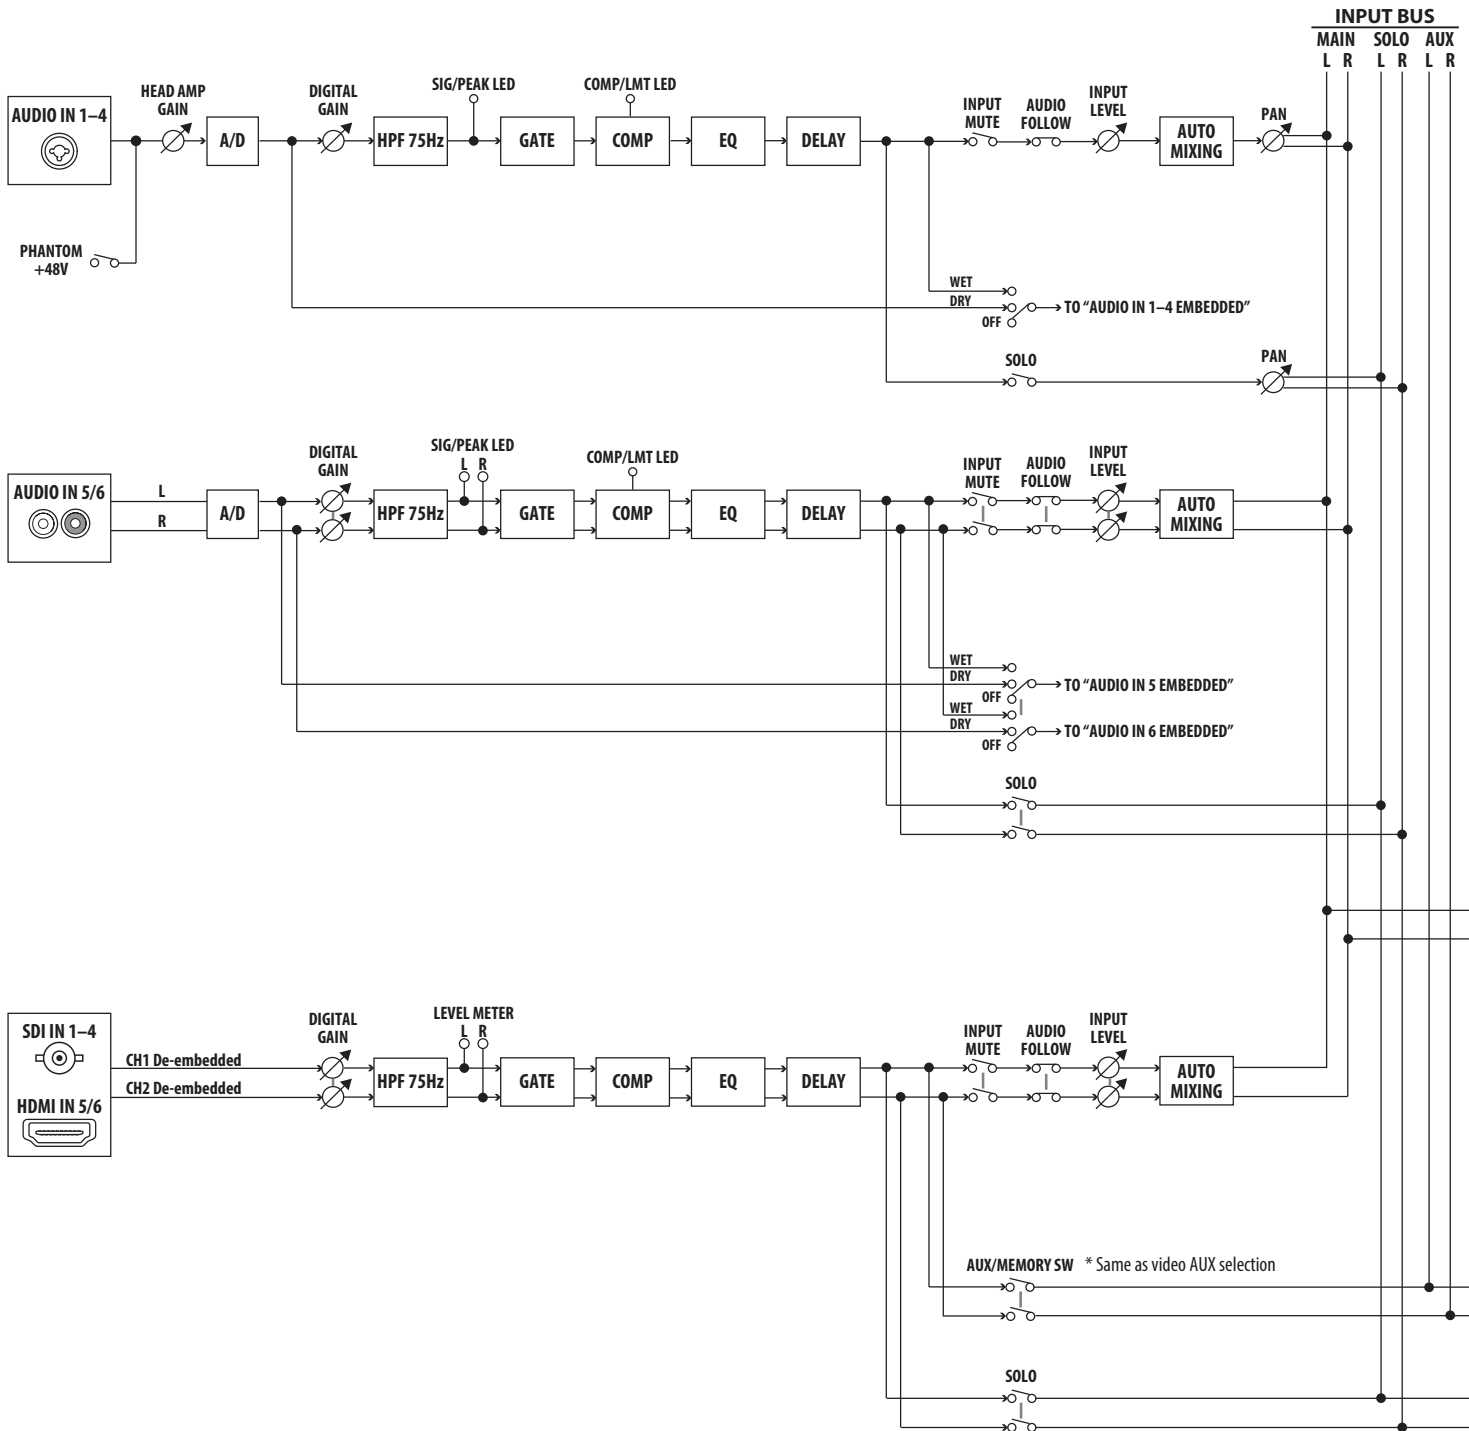 INPUT BUS
MAIN SOLO AUX
L R L R L R
AUDIO IN 1–4
HEAD AMP
GAIN
A/D
DIGITAL
GAIN
HPF 75Hz
SIG/PEAK LED
GATE
COMP/LMT LED
COMP
EQ
DELAY
INPUT
MUTE
AUDIO
FOLLOW
INPUT
LEVEL
AUTO
MIXING
PAN
PHANTOM
+48V
WET
DRY
OFF
TO “AUDIO IN 1–4 EMBEDDED”
SOLO
PAN
AUDIO IN 5/6
L
R
A/D
DIGITAL
GAIN
HPF 75Hz
SIG/PEAK LED
L R
GATE
COMP/LMT LED
COMP
EQ
DELAY
INPUT
MUTE
AUDIO
FOLLOW
INPUT
LEVEL
AUTO
MIXING
WET
DRY
OFF
TO “AUDIO IN 5 EMBEDDED”
WET
DRY
OFF
TO “AUDIO IN 6 EMBEDDED”
SOLO
SDI IN 1–4
HDMI IN 5/6
CH1 De-embedded
CH2 De-embedded
DIGITAL
GAIN
HPF 75Hz
LEVEL METER
L R
GATE
COMP
EQ
DELAY
INPUT
MUTE
AUDIO
FOLLOW
INPUT
LEVEL
AUTO
MIXING
AUX/MEMORY SW * Same as video AUX selection
SOLO